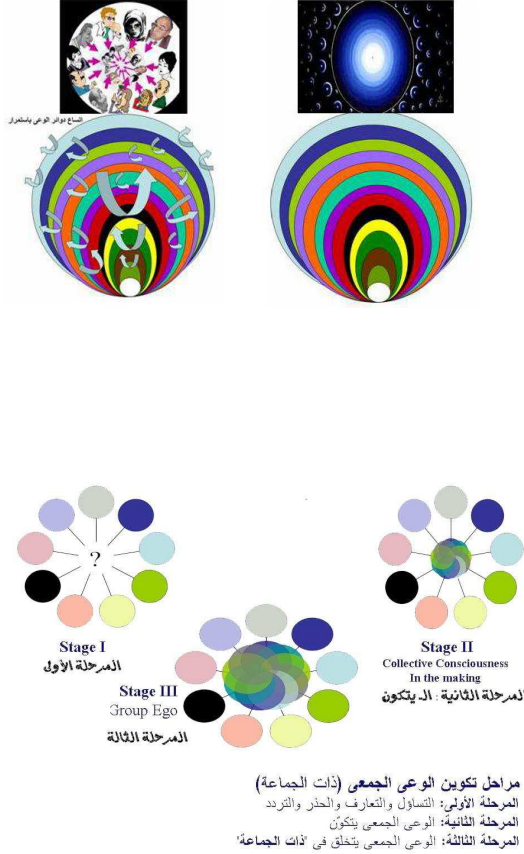 اتساع دوائر الوعى باستمرار
?
Stage I
المرحلة الأولى
Stage II
Collective Consciousness
In the making
المرحلة الثانية : الـ يتكون
Stage III
Group Ego
المرحلة الثالة
مراحل تكوين الوعى الجمعى (ذات الجماعة)
المرحلة الأولى: التساؤل والتعارف والحذر والتردد
المرحلة الثانية: الوعى الجمعى يتكوّن
المرحلة الثالثة: الوعى الجمعى يتخلق فى "ذات الجماعة"